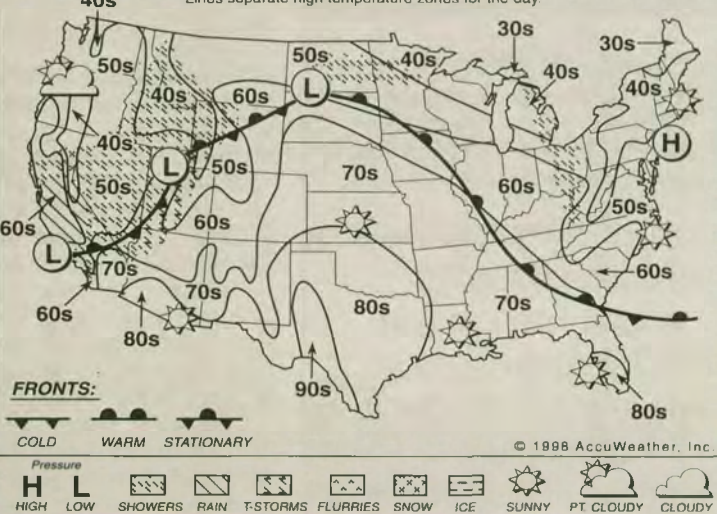 Lines separate high temperature zones for the day.
40s
30s
30s
50s
50s
40s
40s
40s
40s
60s
L
H
40s
L
50s
50s
70s
60s
50s
60s
60s
L
70s
70s
80s
70s
60s
60s
80s
90s
80s
FRONTS:
COLD WARM STATIONARY
© 1998 AccuWeather, Inc.
Pressure
H L
HIGH LOW SHOWERS RAIN T-STORMS FLURRIES SNOW ICE SUNNY PT. CLOUDY CLOUDY